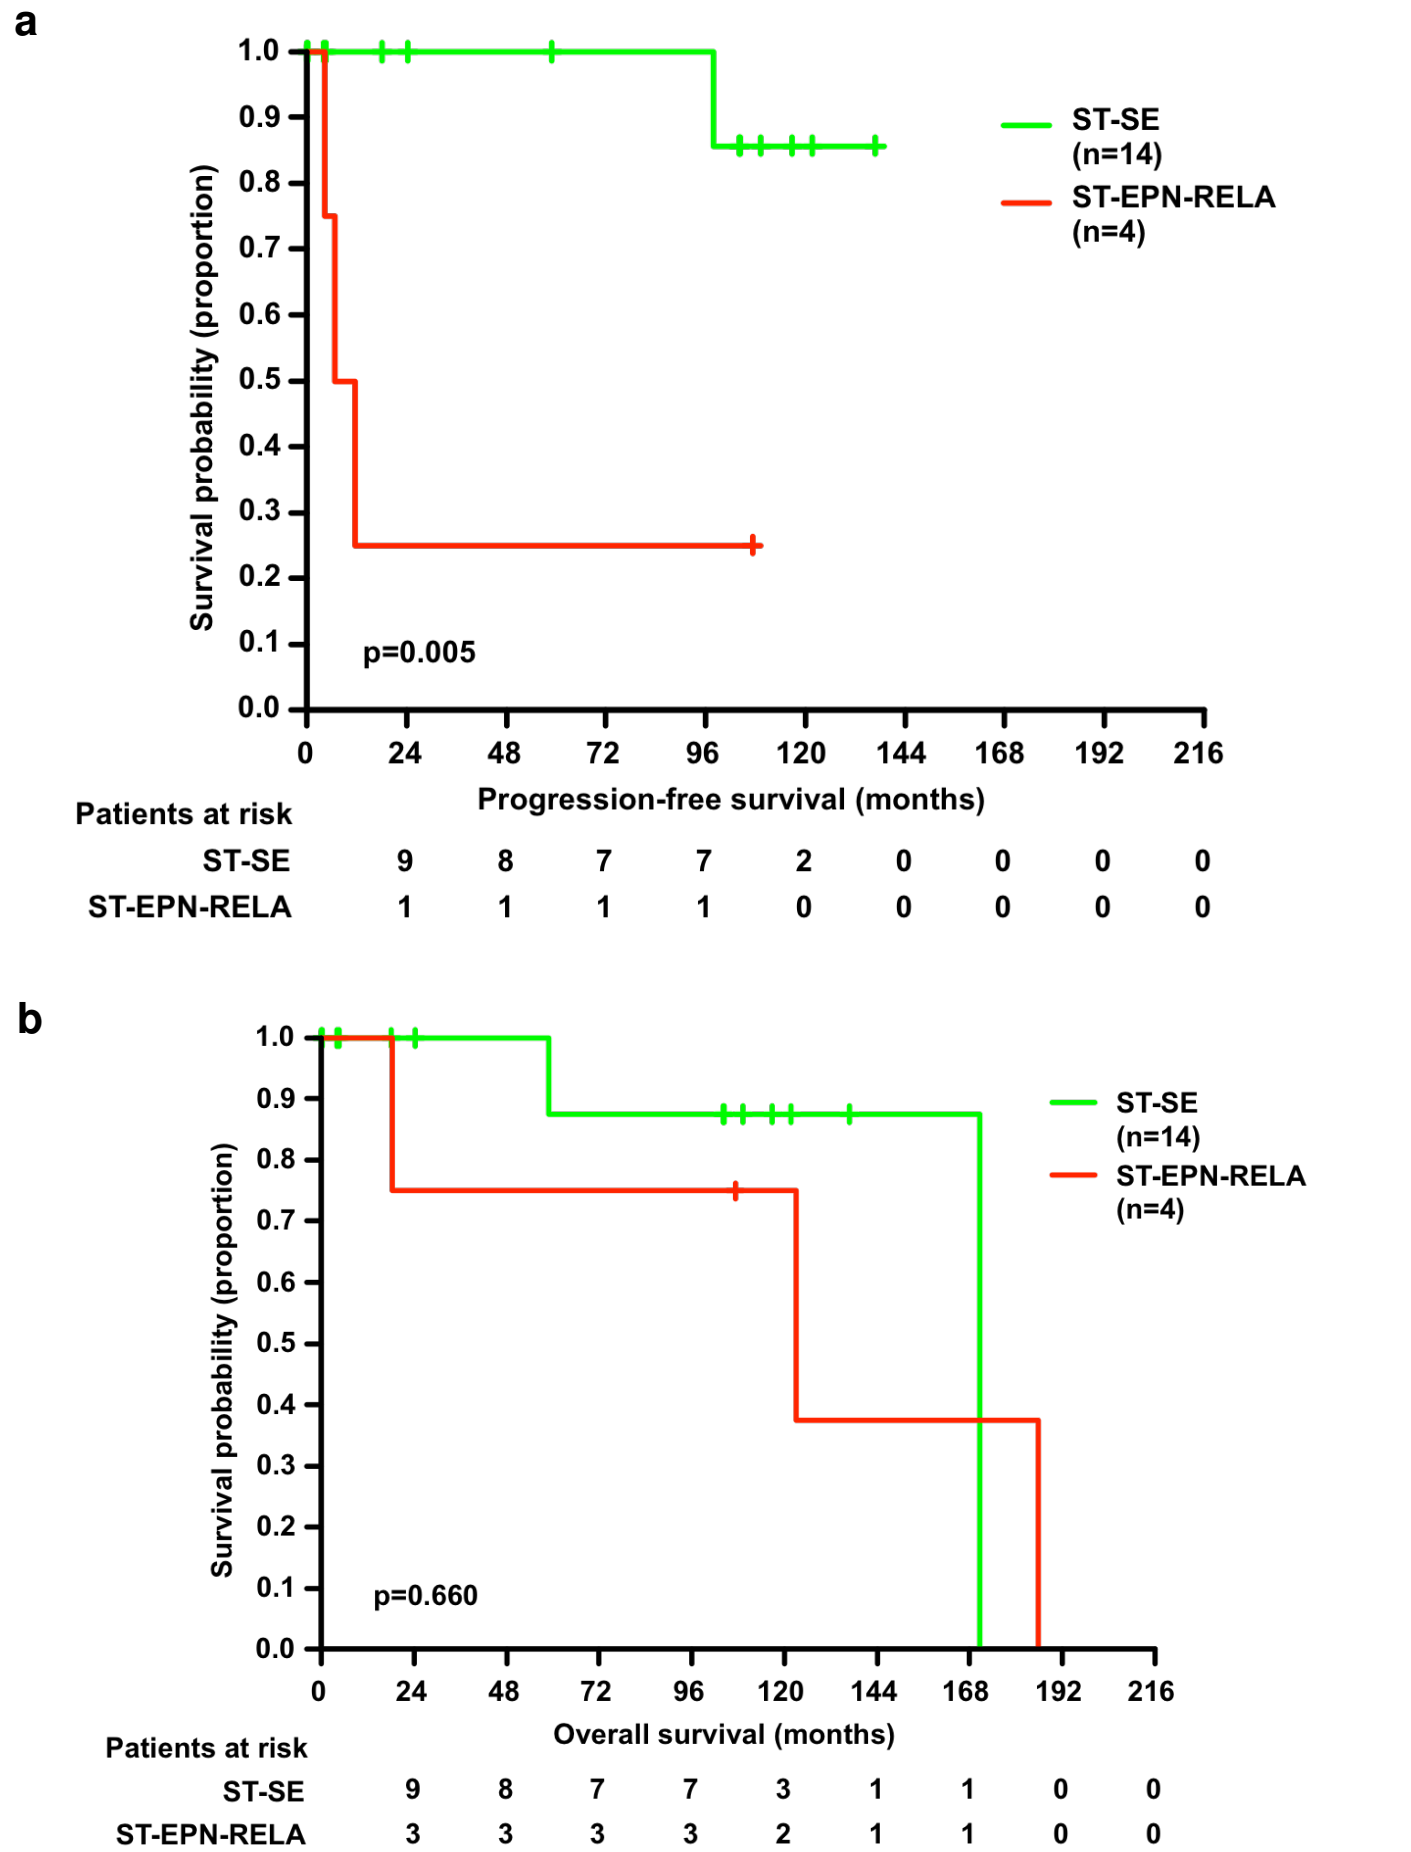 a
1.0
0.9
0.8
0.7
0.6
0.5
0.4
0.3
0.2
0.1
0.0
Survival probability (proportion)
ST-SE
(n=14)
ST-EPN-RELA
(n=4)
p=0.005
0 24 48 72 96 120 144 168 192 216
Progression-free survival (months)
Patients at risk
ST-SE 9 8 7 7 2 0 0 0 0
ST-EPN-RELA 1 1 1 1 0 0 0 0 0
b
1.0
0.9
0.8
0.7
0.6
0.5
0.4
0.3
0.2
0.1
0.0
Survival probability (proportion)
ST-SE
(n=14)
ST-EPN-RELA
(n=4)
p=0.660
0 24 48 72 96 120 144 168 192 216
Overall survival (months)
Patients at risk
ST-SE 9 8 7 7 3 1 1 0 0
ST-EPN-RELA 3 3 3 3 2 1 1 0 0